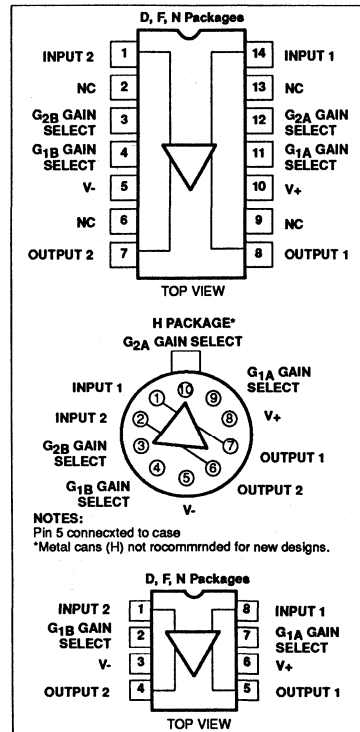 D, F, N Packages
INPUT 2 1 14 INPUT 1
NC 2 13 NC
G2B GAIN SELECT 3 12 G2A GAIN SELECT
G1B GAIN SELECT 4 11 G1A GAIN SELECT
V- 5 10 V+
NC 6 9 NC
OUTPUT 2 7 8 OUTPUT 1
TOP VIEW
H PACKAGE*
G2A GAIN SELECT
G1A GAIN SELECT
INPUT 1
INPUT 2
G2B GAIN SELECT
G1B GAIN SELECT
10
1 9
2 8
3 7
4 6
5
V+
OUTPUT 1
OUTPUT 2
V-
NOTES:
Pin 5 connecxted to case
*Metal cans (H) not rocommrnded for new designs.
D, F, N Packages
INPUT 2 1 8 INPUT 1
G1B GAIN SELECT 2 7 G1A GAIN SELECT
V- 3 6 V+
OUTPUT 2 4 5 OUTPUT 1
TOP VIEW